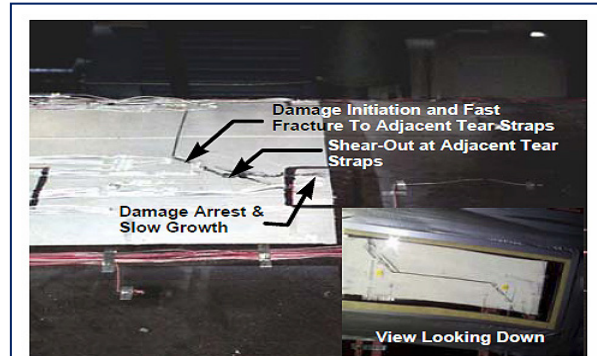 Damage Initiation and Fast
Fracture To Adjacent Tear Straps
Shear-Out at Adjacent Tear
Straps
Damage Arrest &
Slow Growth
View Looking Down